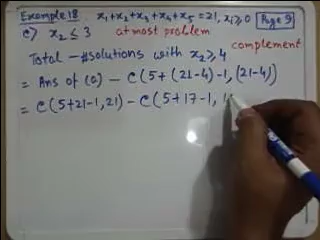 Example 18. x₁+x₂+x₃+x₄+x₅=21, xᵢ≥0 Page 9
c) x₂ ≤ 3 at most problem
Total - #solutions with x₂≥4 complement
= Ans of (a) - C(5+(21-4)-1,(21-4))
= C(5+21-1,21) - C(5+17-1, 1